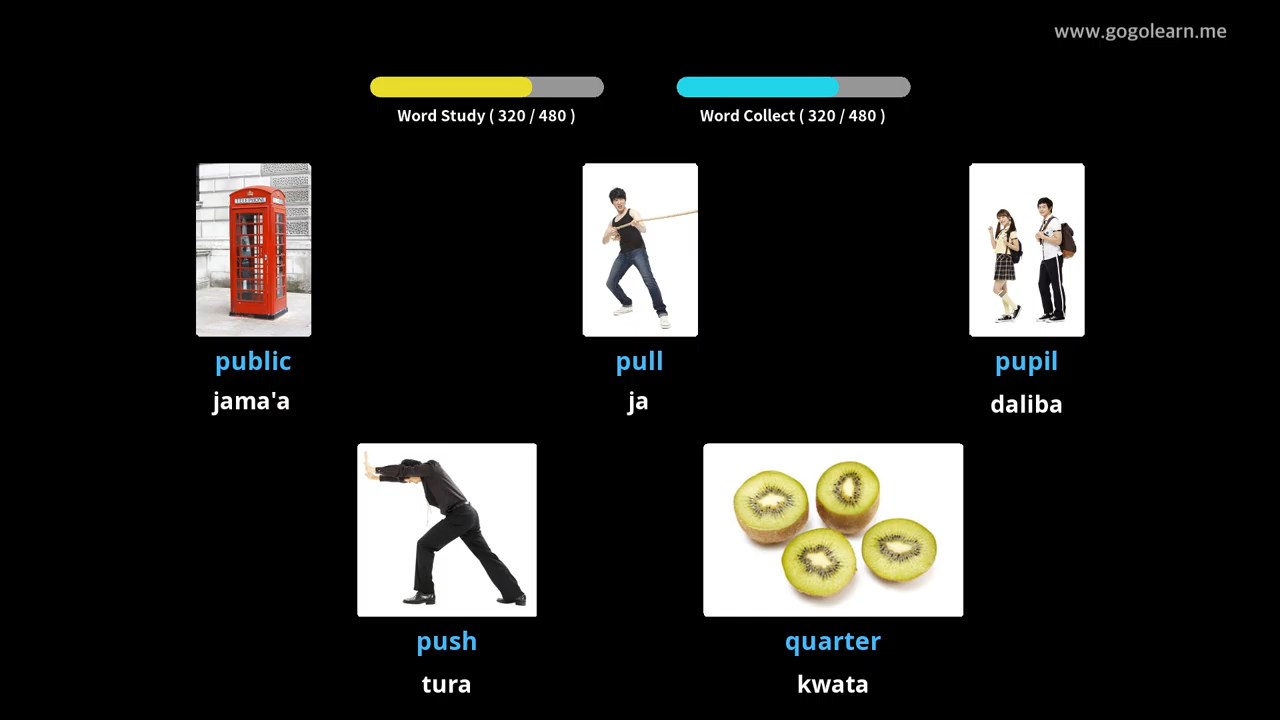 www.gogolearn.me
Word Study ( 320 / 480 )
Word Collect ( 320 / 480 )
TELEPHONE
public
pull
pupil
jama'a
ja
daliba
push
quarter
tura
kwata